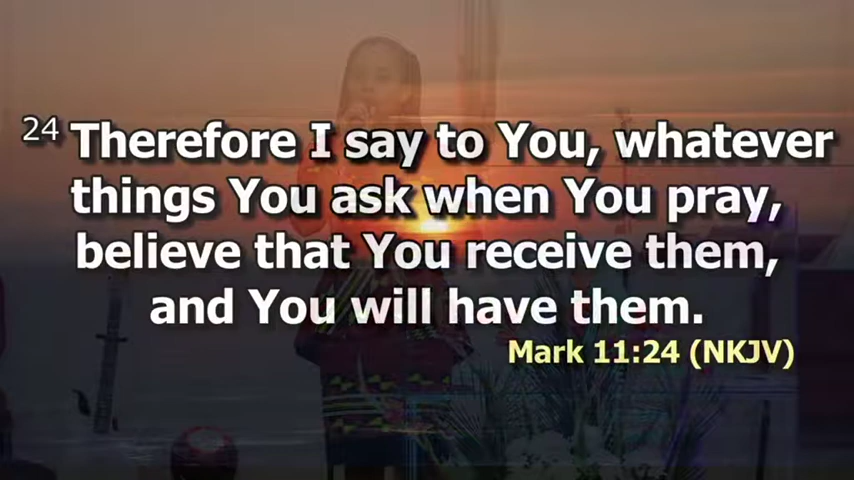 24 Therefore I say to You, whatever
things You ask when You pray,
believe that You receive them,
and You will have them.
Mark 11:24 (NKJV)